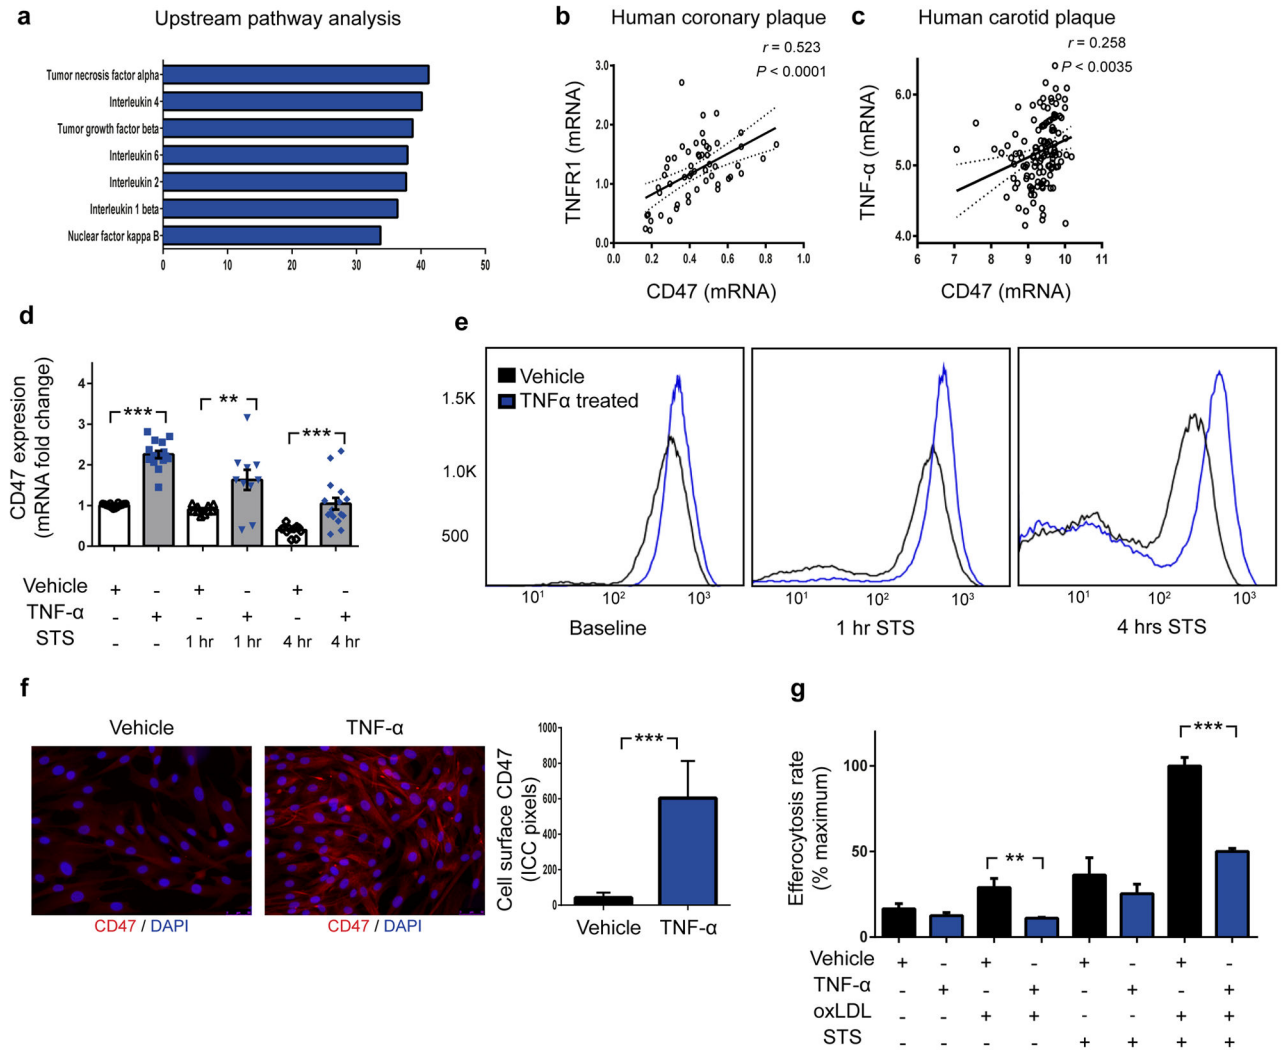 a
Upstream pathway analysis
Tumor necrosis factor alpha
Interleukin 4
Tumor growth factor beta
Interleukin 6
Interleukin 2
Interleukin 1 beta
Nuclear factor kappa B
0 10 20 30 40 50
b
Human coronary plaque
r = 0.523
P < 0.0001
TNFR1 (mRNA)
3.0
2.0
1.0
0.0
0.0 0.2 0.4 0.6 0.8 1.0
CD47 (mRNA)
c
Human carotid plaque
r = 0.258
P < 0.0035
TNF-α (mRNA)
6.0
5.0
4.0
6 7 8 9 10 11
CD47 (mRNA)
d
CD47 expresion
(mRNA fold change)
4
3
2
1
0
*** ** ***
Vehicle + - + - + -
TNF-α - + - + - +
STS - - 1 hr 1 hr 4 hr 4 hr
e
Vehicle
TNFα treated
1.5K
1.0K
500
10¹ 10² 10³ 10¹ 10² 10³ 10¹ 10² 10³
Baseline 1 hr STS 4 hrs STS
f
Vehicle TNF-α
CD47 / DAPI CD47 / DAPI
Cell surface CD47
(ICC pixels)
1000
800
600
400
200
0
***
Vehicle TNF-α
g
Efferocytosis rate
(% maximum)
100
50
0
** ***
Vehicle + - + - + - + -
TNF-α - + - + - + - +
oxLDL - - + + - - + +
STS - - - - + + + +